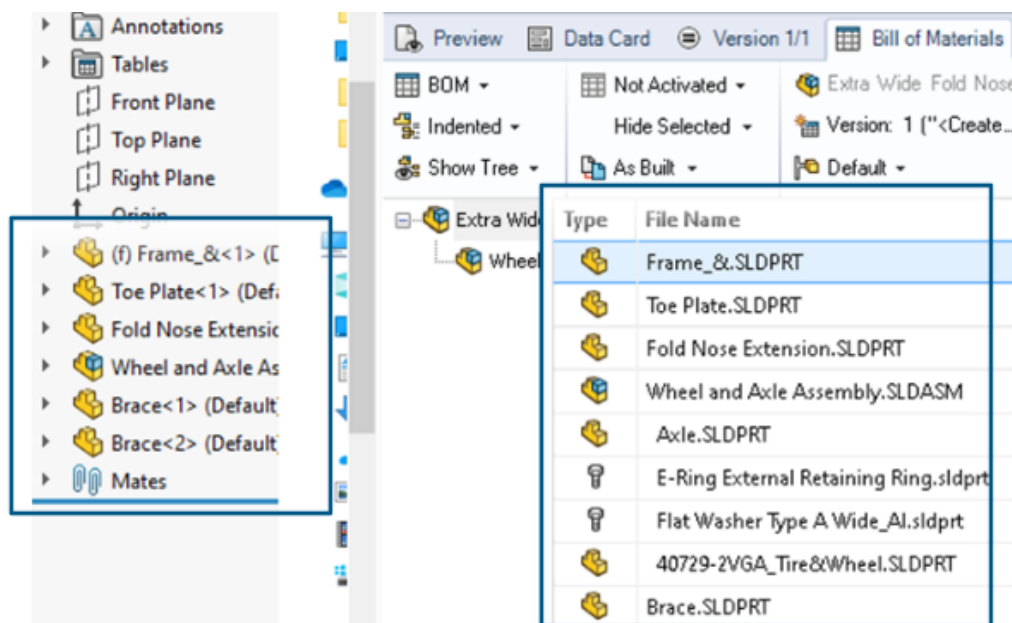 Annotations
Tables
Front Plane
Top Plane
Right Plane
Origin
(f) Frame_&<1> (D
Toe Plate<1> (Defa
Fold Nose Extensio
Wheel and Axle As
Brace<1> (Default)
Brace<2> (Default)
Mates
Preview Data Card Version 1/1 Bill of Materials
BOM Not Activated Extra Wide Fold Nose
Indented Hide Selected Version: 1 ("<Create...
Show Tree As Built Default
Extra Wid
Wheel
Type File Name
Frame_&.SLDPRT
Toe Plate.SLDPRT
Fold Nose Extension.SLDPRT
Wheel and Axle Assembly.SLDASM
Axle.SLDPRT
E-Ring External Retaining Ring.sldprt
Flat Washer Type A Wide_AI.sldprt
40729-2VGA_Tire&Wheel.SLDPRT
Brace.SLDPRT